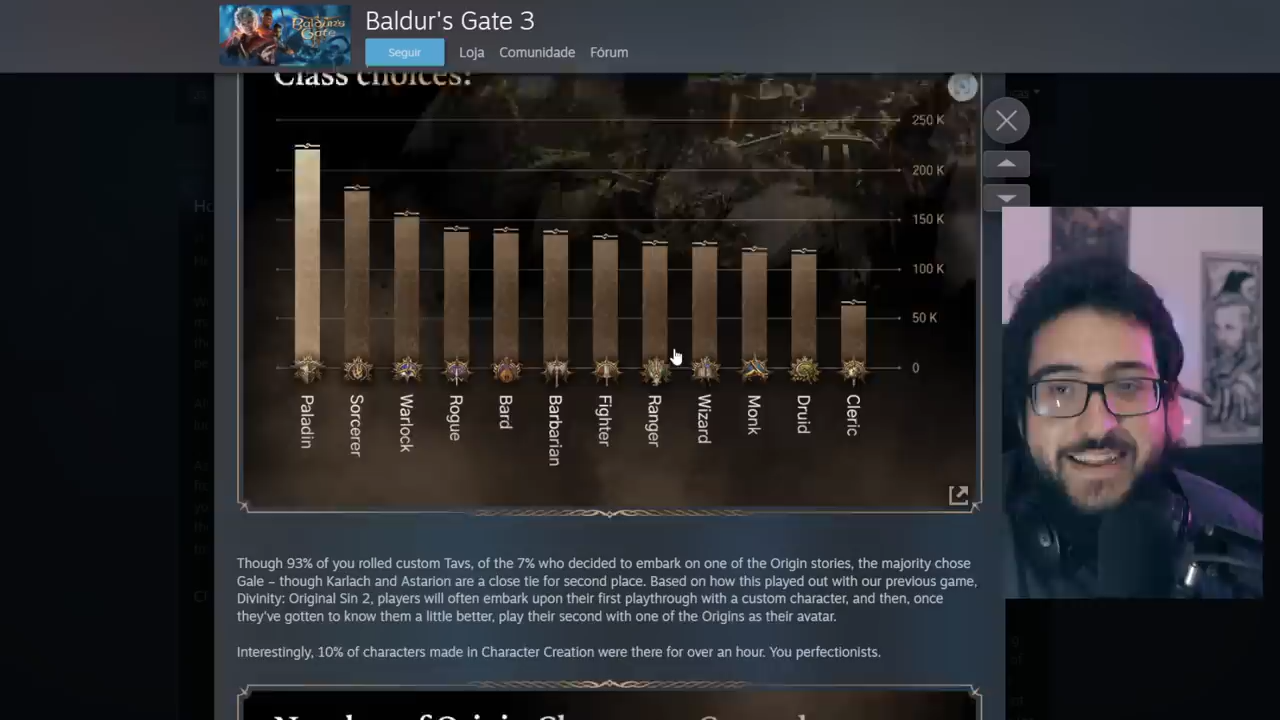 Baldur's Gate 3
Baldur's Gate
Seguir
Loja
Comunidade
Fórum
Class choices?
250 K
200 K
150 K
100 K
50 K
0
Paladin
Sorcerer
Warlock
Rogue
Bard
Barbarian
Fighter
Ranger
Wizard
Monk
Druid
Cleric
Though 93% of you rolled custom Tavs, of the 7% who decided to embark on one of the Origin stories, the majority chose
Gale – though Karlach and Astarion are a close tie for second place. Based on how this played out with our previous game,
Divinity: Original Sin 2, players will often embark upon their first playthrough with a custom character, and then, once
they've gotten to know them a little better, play their second with one of the Origins as their avatar.
Interestingly, 10% of characters made in Character Creation were there for over an hour. You perfectionists.